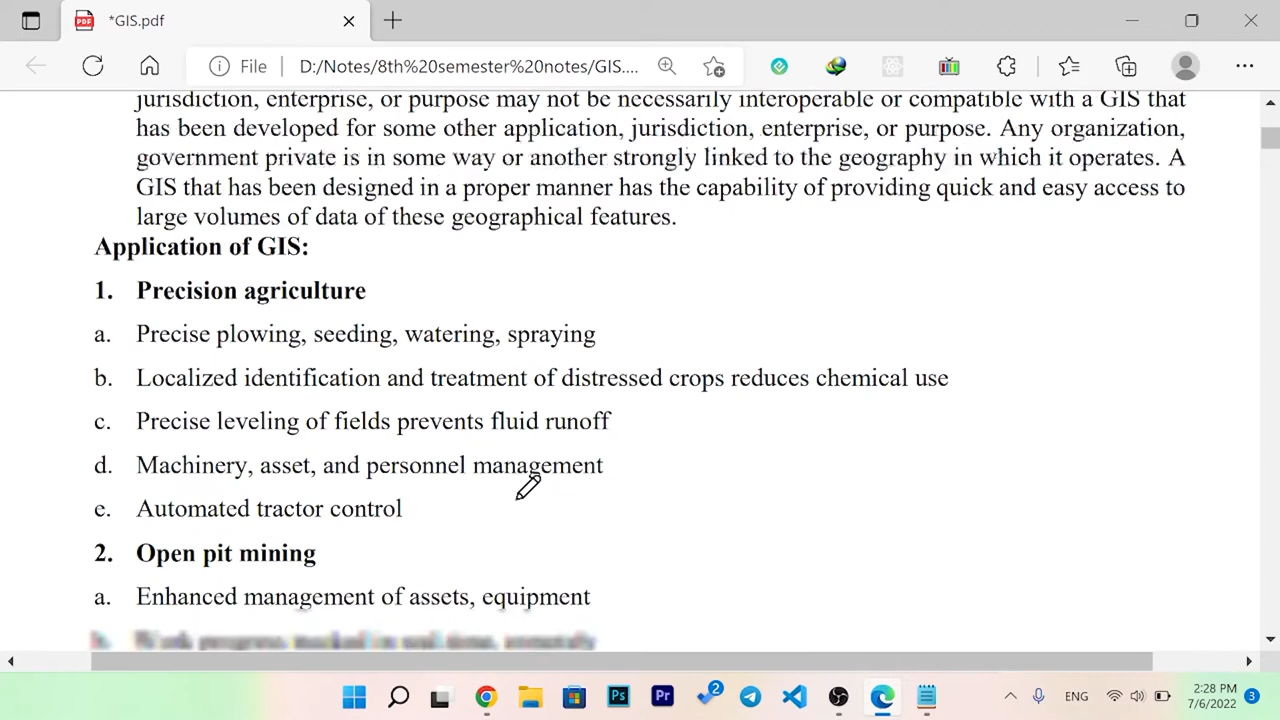 *GIS.pdf
File
D:/Notes/8th%20semester%20notes/GIS....
jurisdiction, enterprise, or purpose may not be necessarily interoperable or compatible with a GIS that
has been developed for some other application, jurisdiction, enterprise, or purpose. Any organization,
government private is in some way or another strongly linked to the geography in which it operates. A
GIS that has been designed in a proper manner has the capability of providing quick and easy access to
large volumes of data of these geographical features.
Application of GIS:
1. Precision agriculture
a. Precise plowing, seeding, watering, spraying
b. Localized identification and treatment of distressed crops reduces chemical use
c. Precise leveling of fields prevents fluid runoff
d. Machinery, asset, and personnel management
e. Automated tractor control
2. Open pit mining
a. Enhanced management of assets, equipment
Ps
Pr
2
ENG
2:28 PM
7/6/2022
3